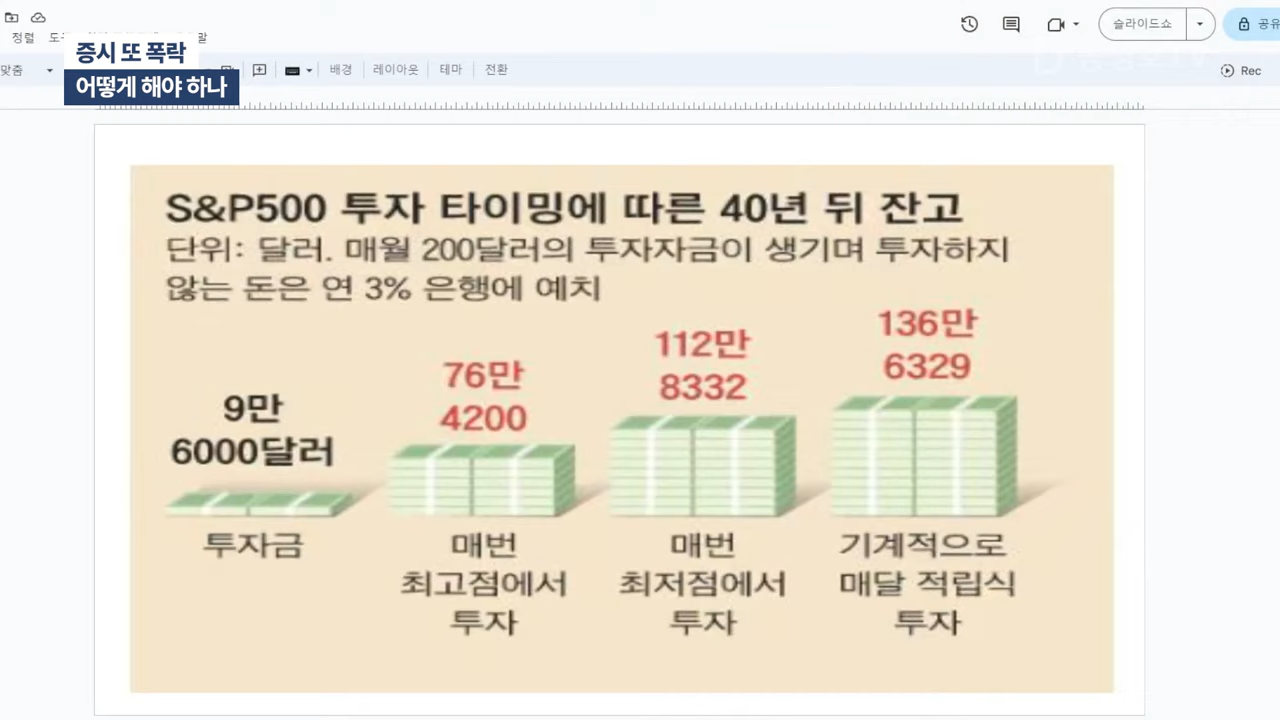 정렬
증시 또 폭락
어떻게 해야 하나
슬라이드쇼
공유
맞춤
배경
레이아웃
테마
전환
Rec
S&P500 투자 타이밍에 따른 40년 뒤 잔고
단위: 달러. 매월 200달러의 투자자금이 생기며 투자하지
않는 돈은 연 3% 은행에 예치
9만
6000달러
투자금
76만
4200
매번
최고점에서
투자
112만
8332
매번
최저점에서
투자
136만
6329
기계적으로
매달 적립식
투자